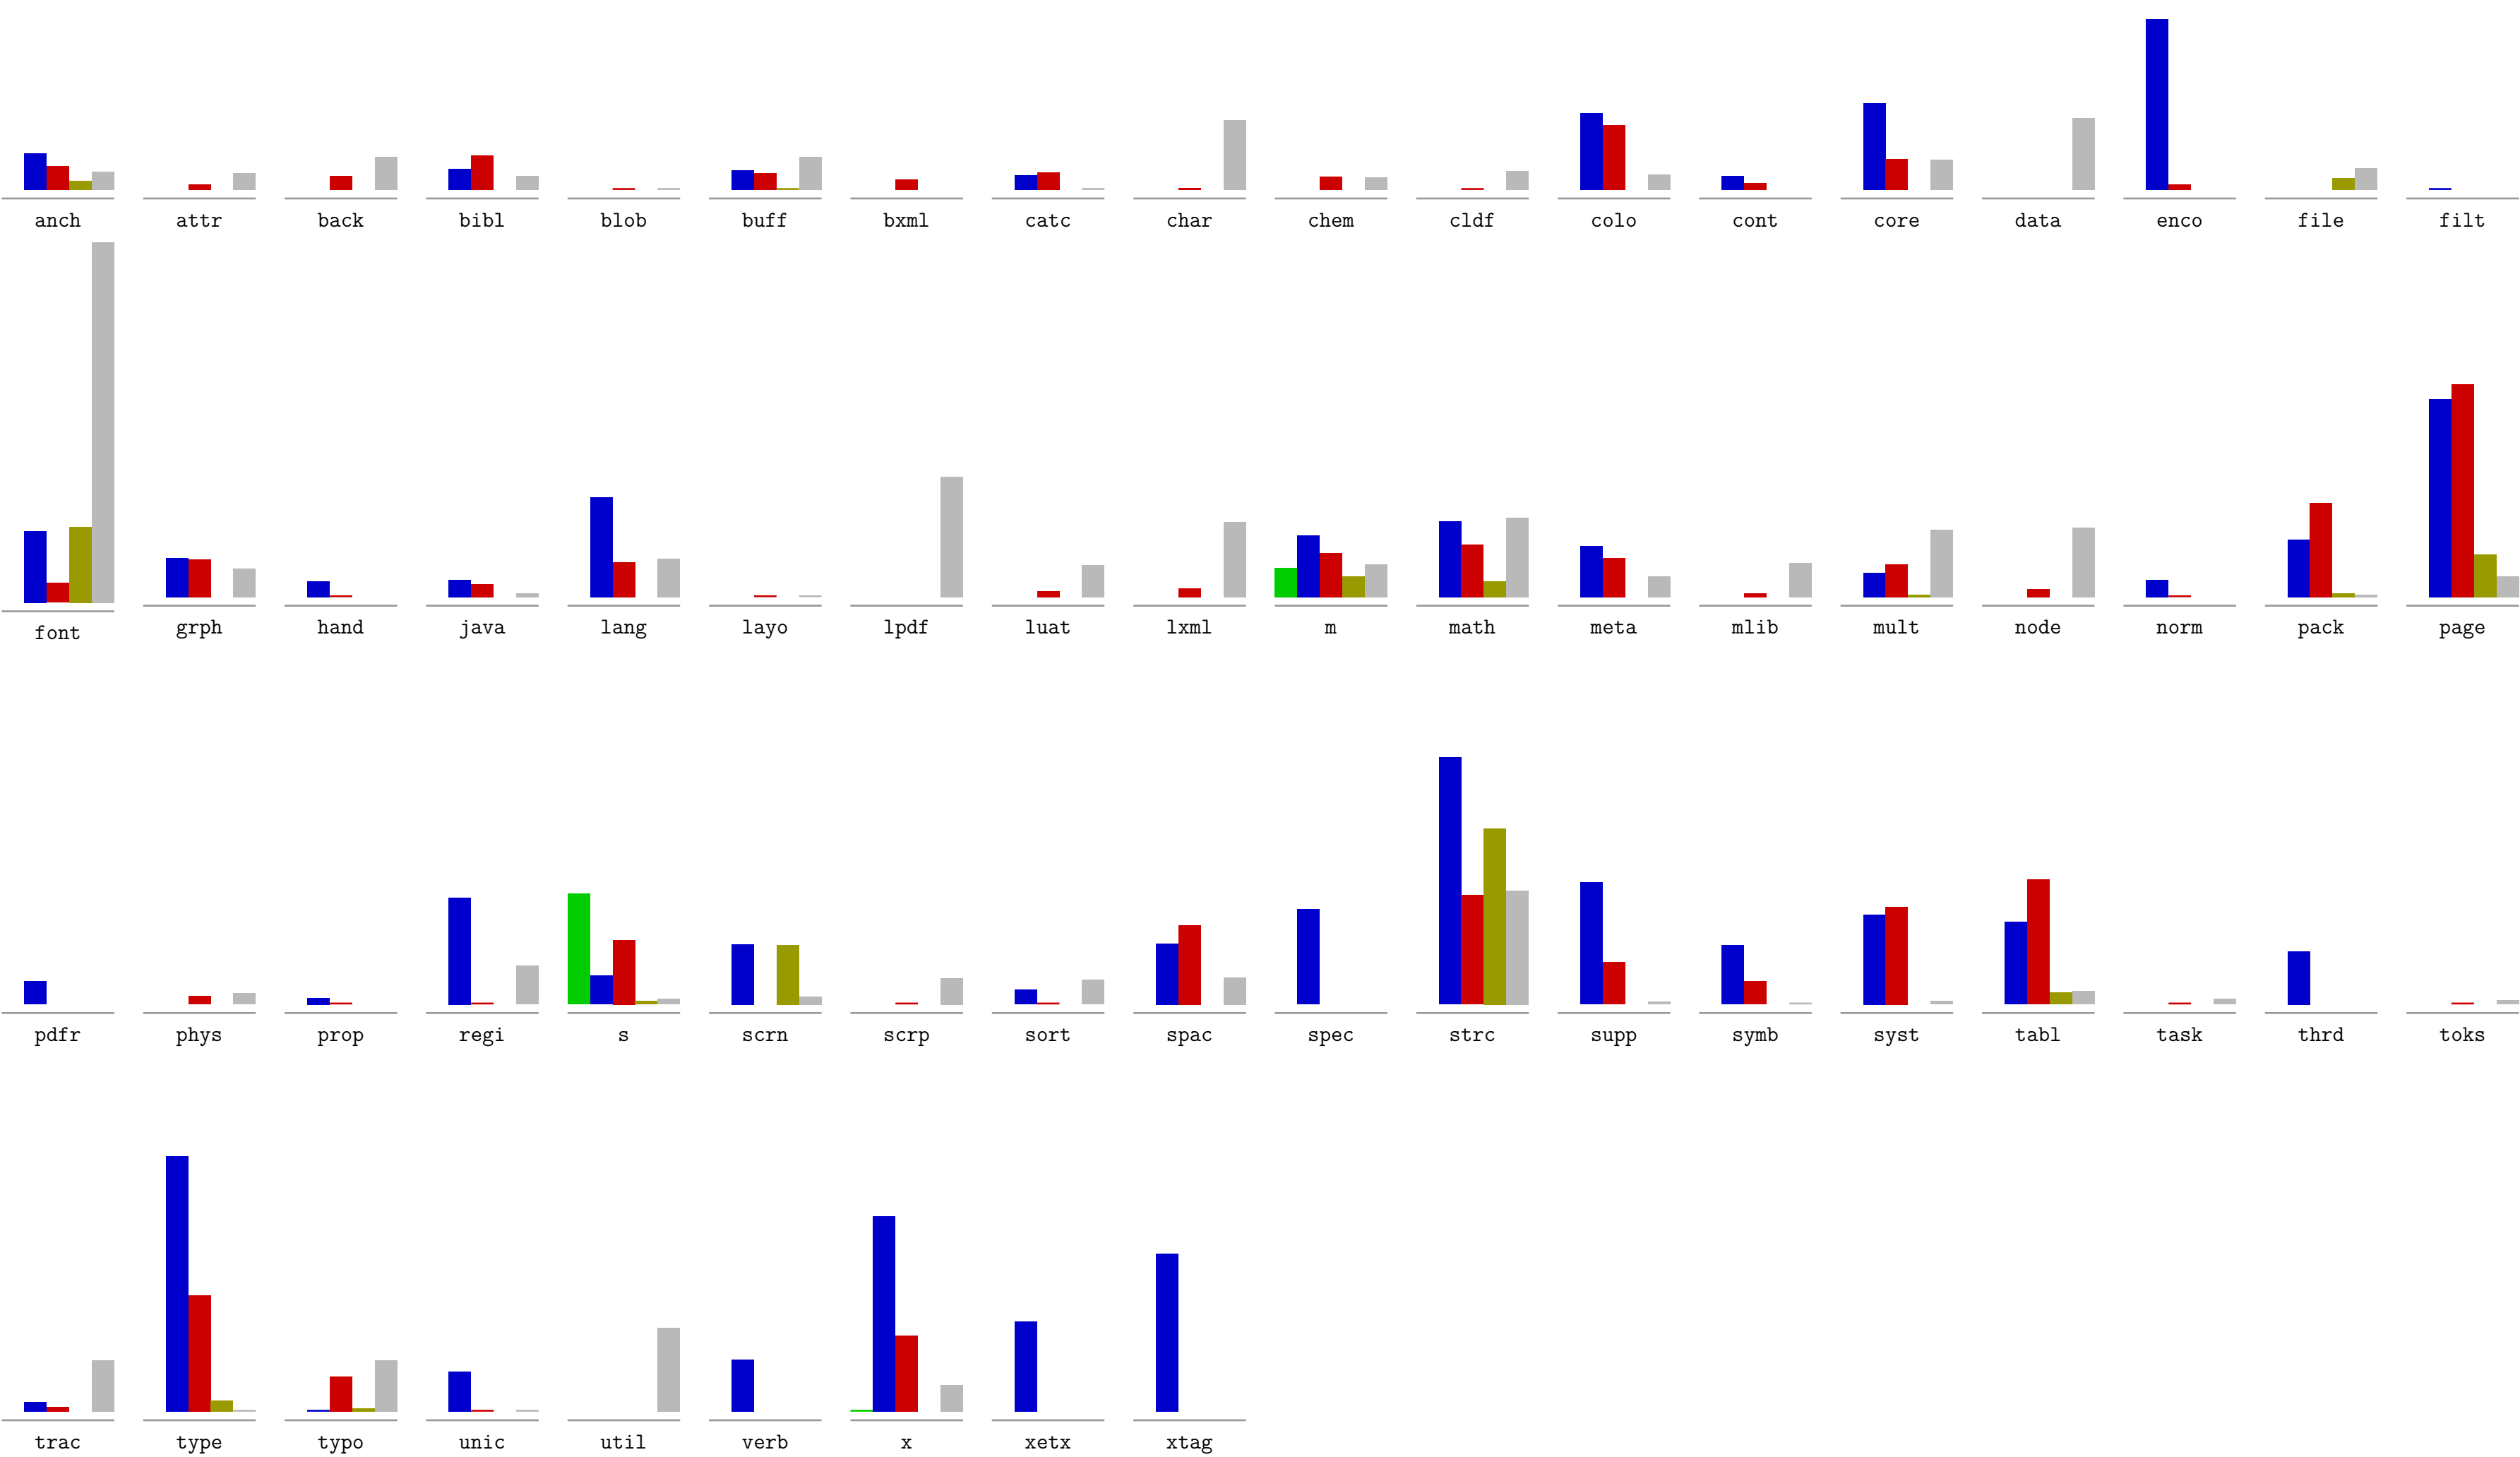 anch attr back bibl blob buff bxml catc char chem cldf colo cont core data enco file filt
font grph hand java lang layo lpdf luat lxml m math meta mlib mult node norm pack page
pdfr phys prop regi s scrn scrp sort spac spec strc supp symb syst tabl task thrd toks
trac type typo unic util verb x xetx xtag